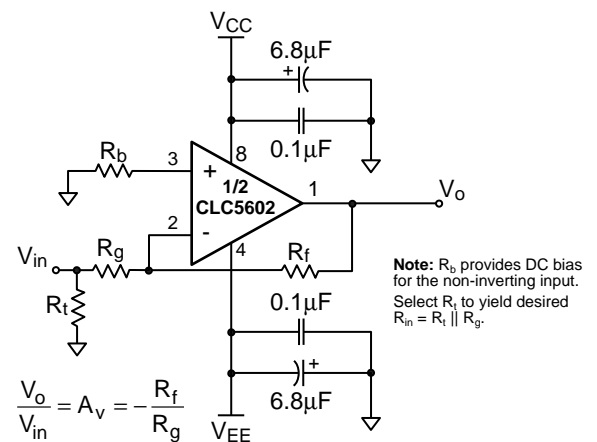 VCC
6.8μF
+
0.1μF
Rb
3
8
+
1/2
CLC5602
1
Vo
2
-
4
Vin
Rg
Rf
Rt
Note: Rb provides DC bias
for the non-inverting input.
Select Rt to yield desired
Rin = Rt || Rg.
0.1μF
+
6.8μF
VEE
Vo/Vin = Av = −Rf/Rg